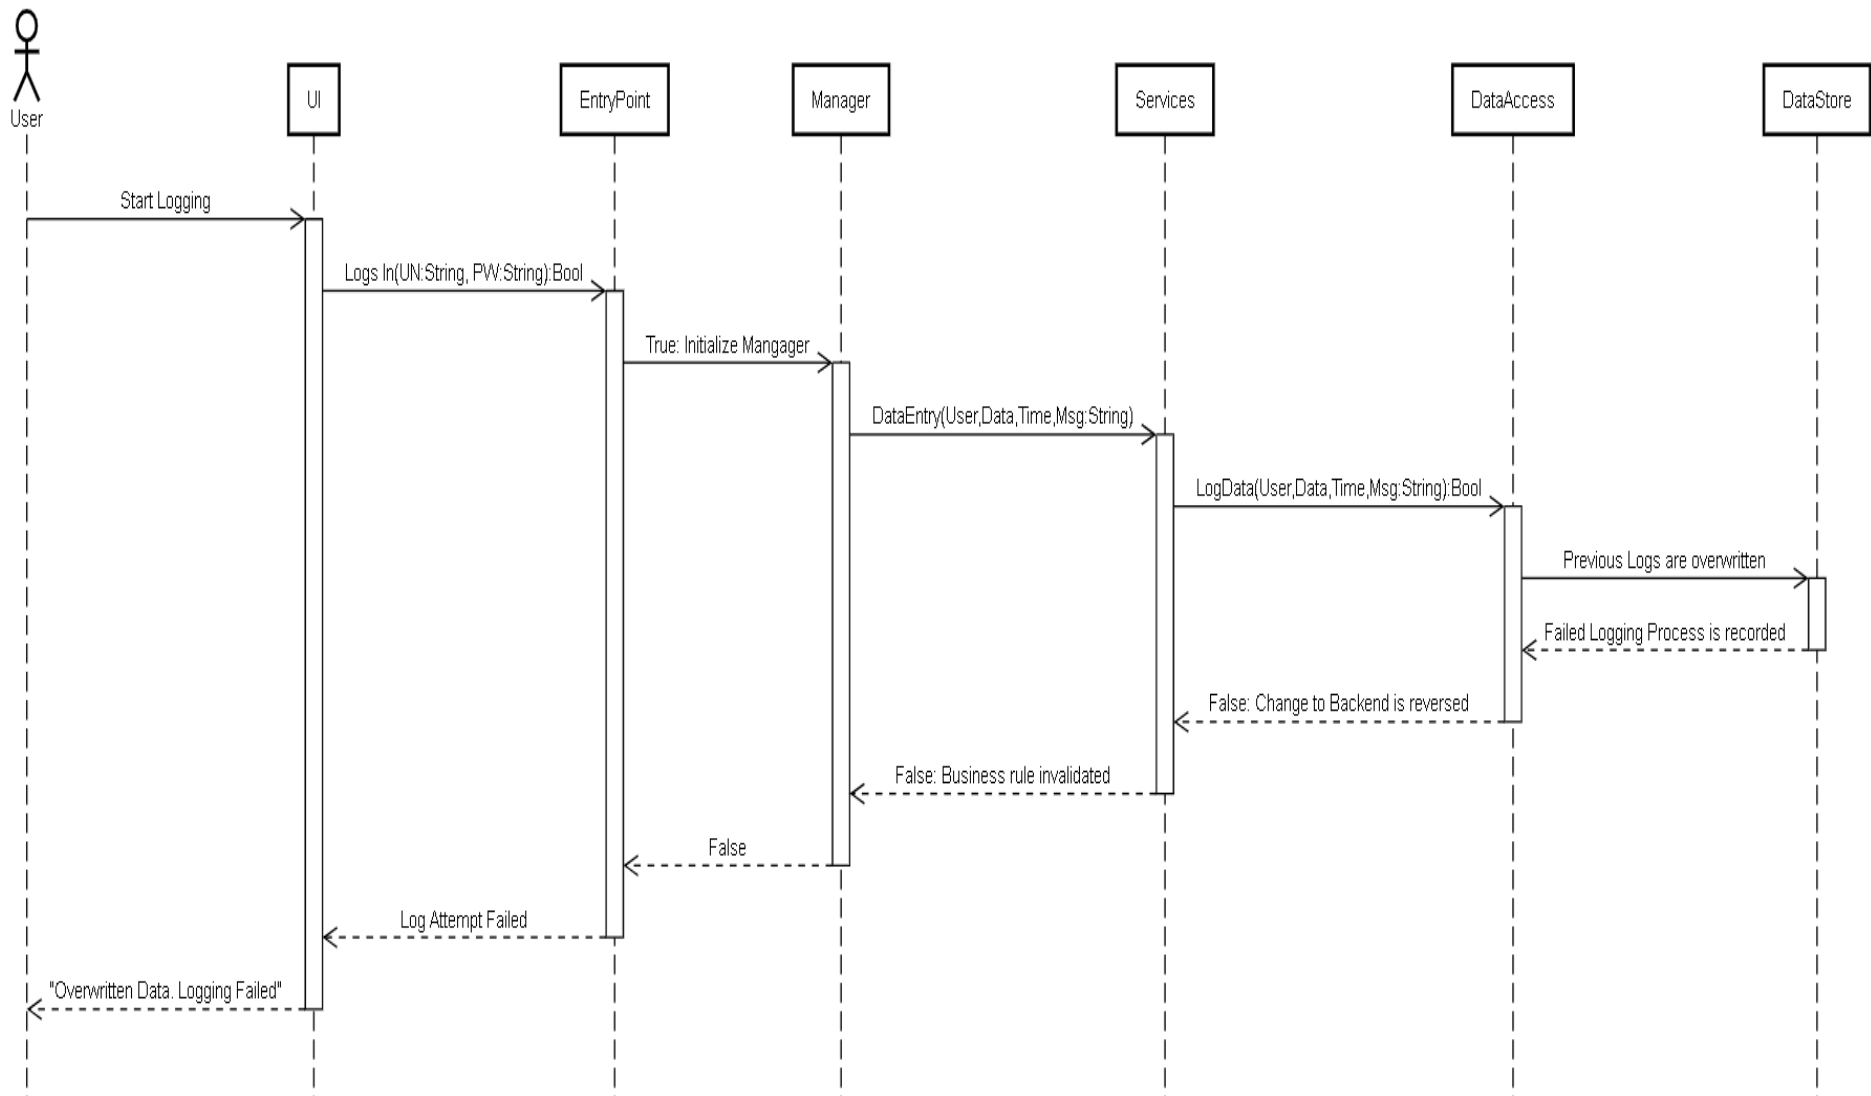 User
UI
EntryPoint
Manager
Services
DataAccess
DataStore
Start Logging
Logs In(UN:String, PW:String):Bool
True: Initialize Mangager
DataEntry(User,Data,Time,Msg:String)
LogData(User,Data,Time,Msg:String):Bool
Previous Logs are overwritten
Failed Logging Process is recorded
False: Change to Backend is reversed
False: Business rule invalidated
False
Log Attempt Failed
"Overwritten Data. Logging Failed"